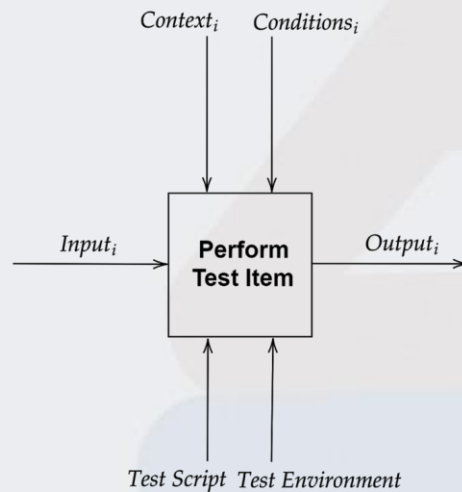 Context_i Conditions_i
Input_i
Perform
Test Item
Output_i
Test Script Test Environment